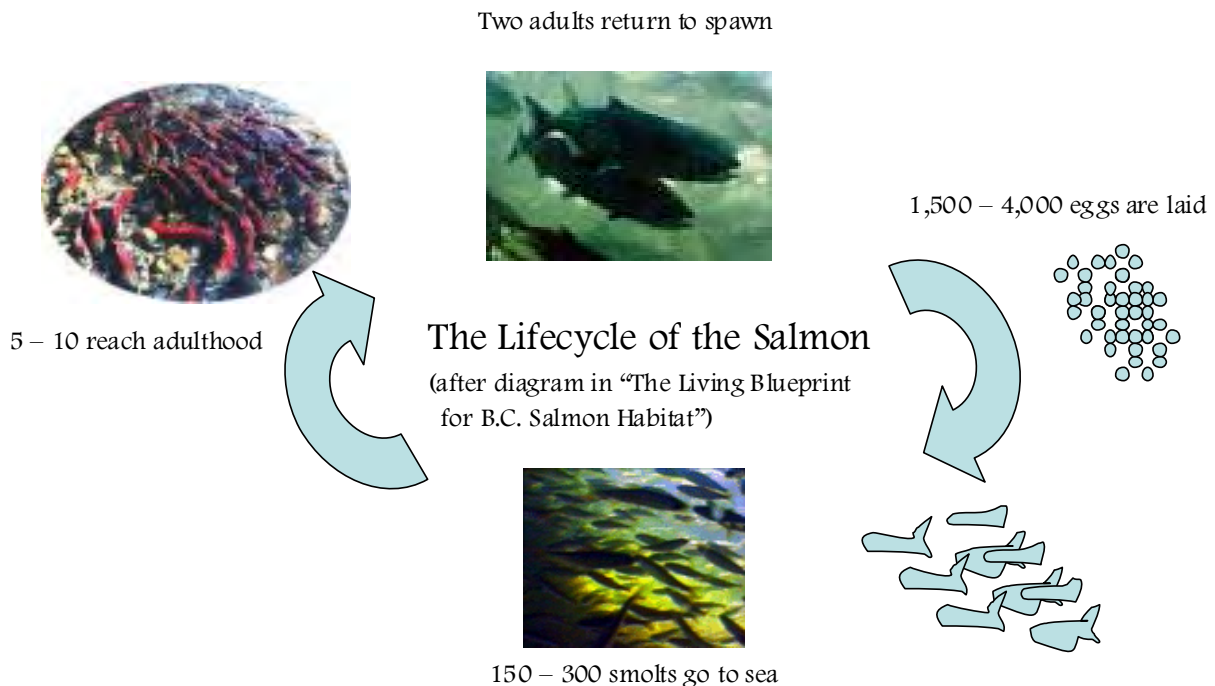 Two adults return to spawn
1,500 – 4,000 eggs are laid
5 – 10 reach adulthood
The Lifecycle of the Salmon
(after diagram in “The Living Blueprint
for B.C. Salmon Habitat”)
150 – 300 smolts go to sea